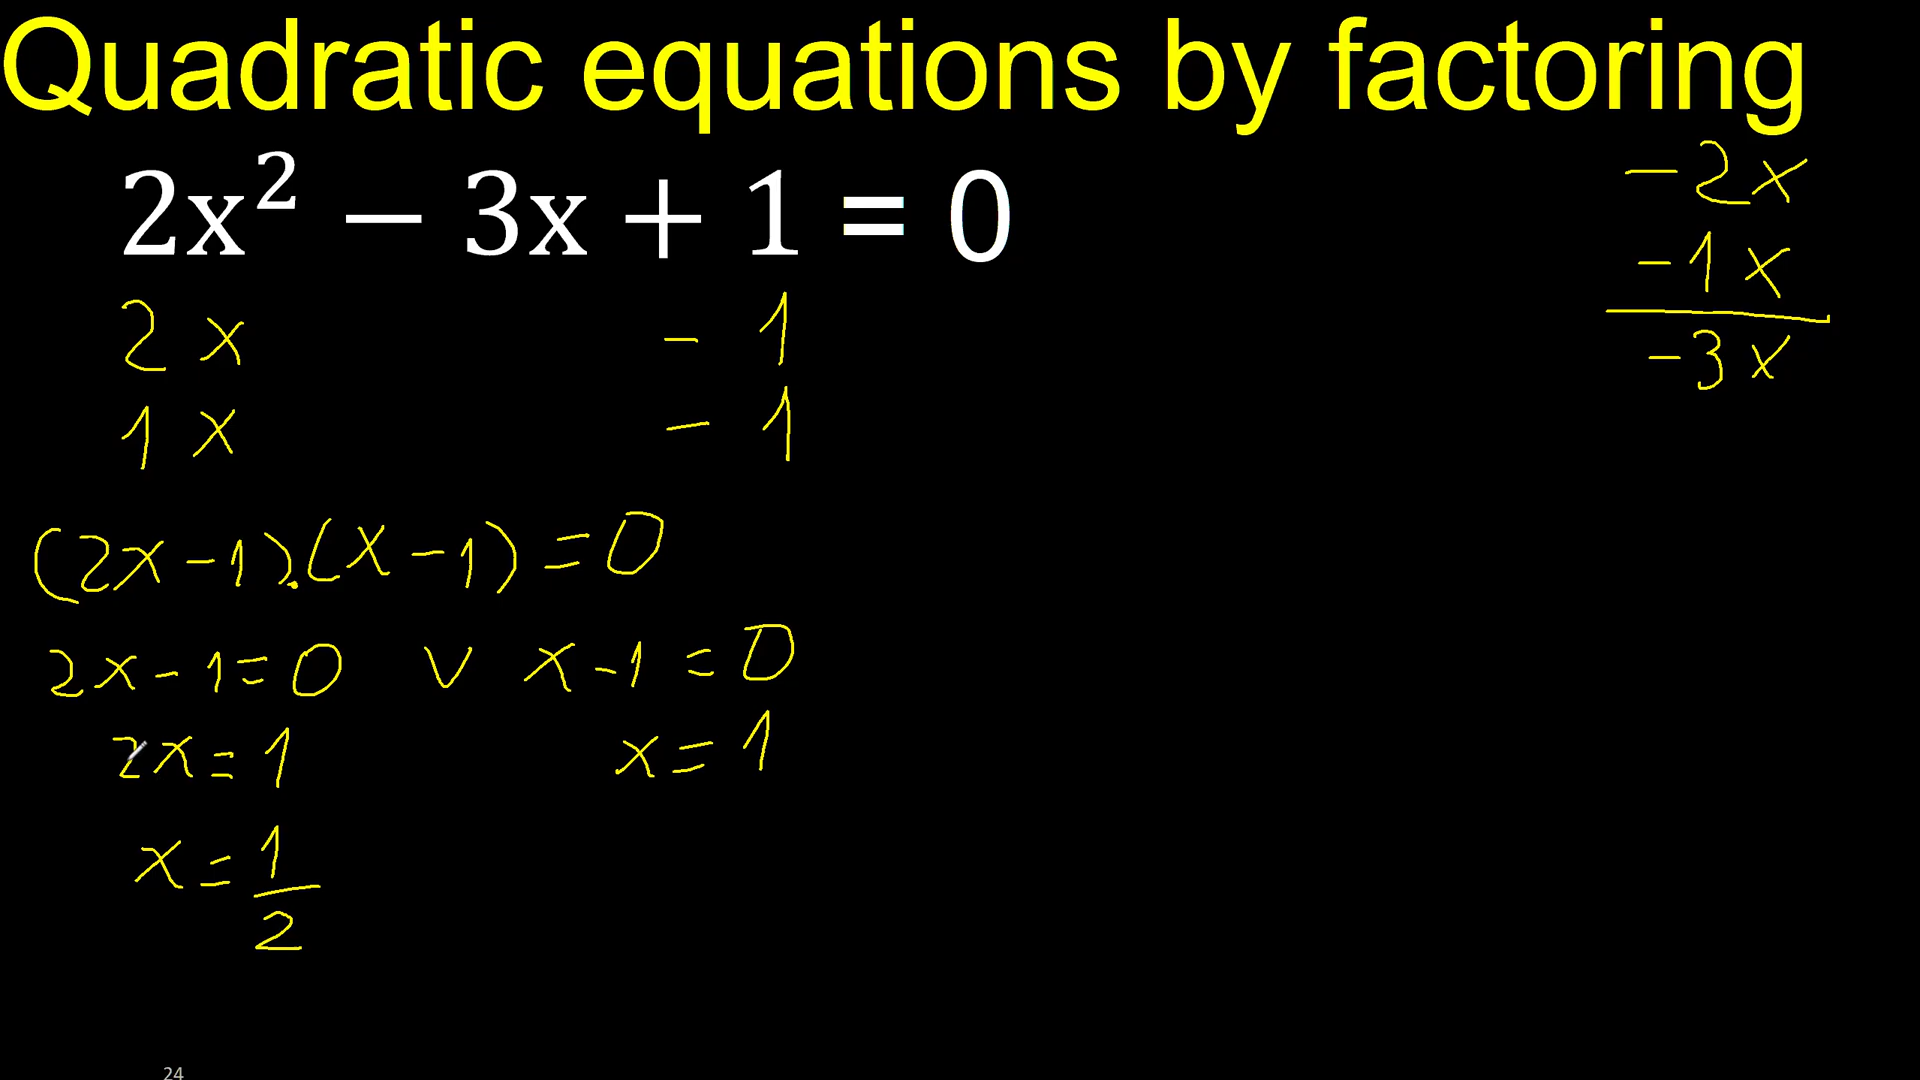 Quadratic equations by factoring
2x² − 3x + 1 = 0
2x - 1
1x - 1
-2x
-1x
-3x
(2x-1).(x-1)=0
2x-1=0 v x-1=0
2x=1 x=1
x=1/2
24